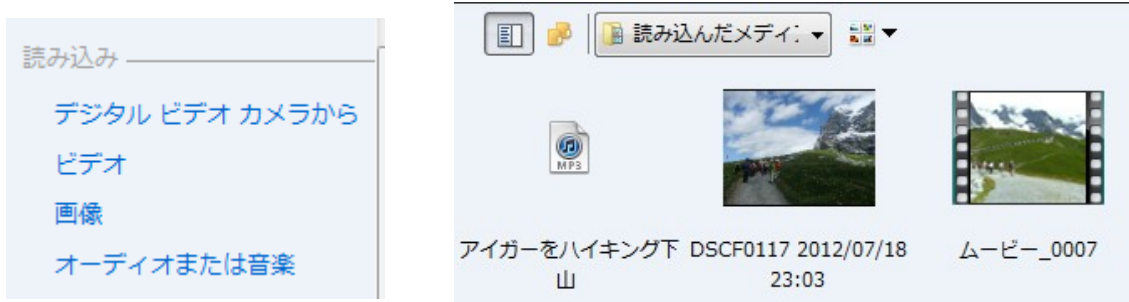 読み込み
デジタル ビデオ カメラから
ビデオ
画像
オーディオまたは音楽
読み込んだメディ
MP3
アイガーをハイキング下
山
DSCF0117 2012/07/18
23:03
ムービー_0007